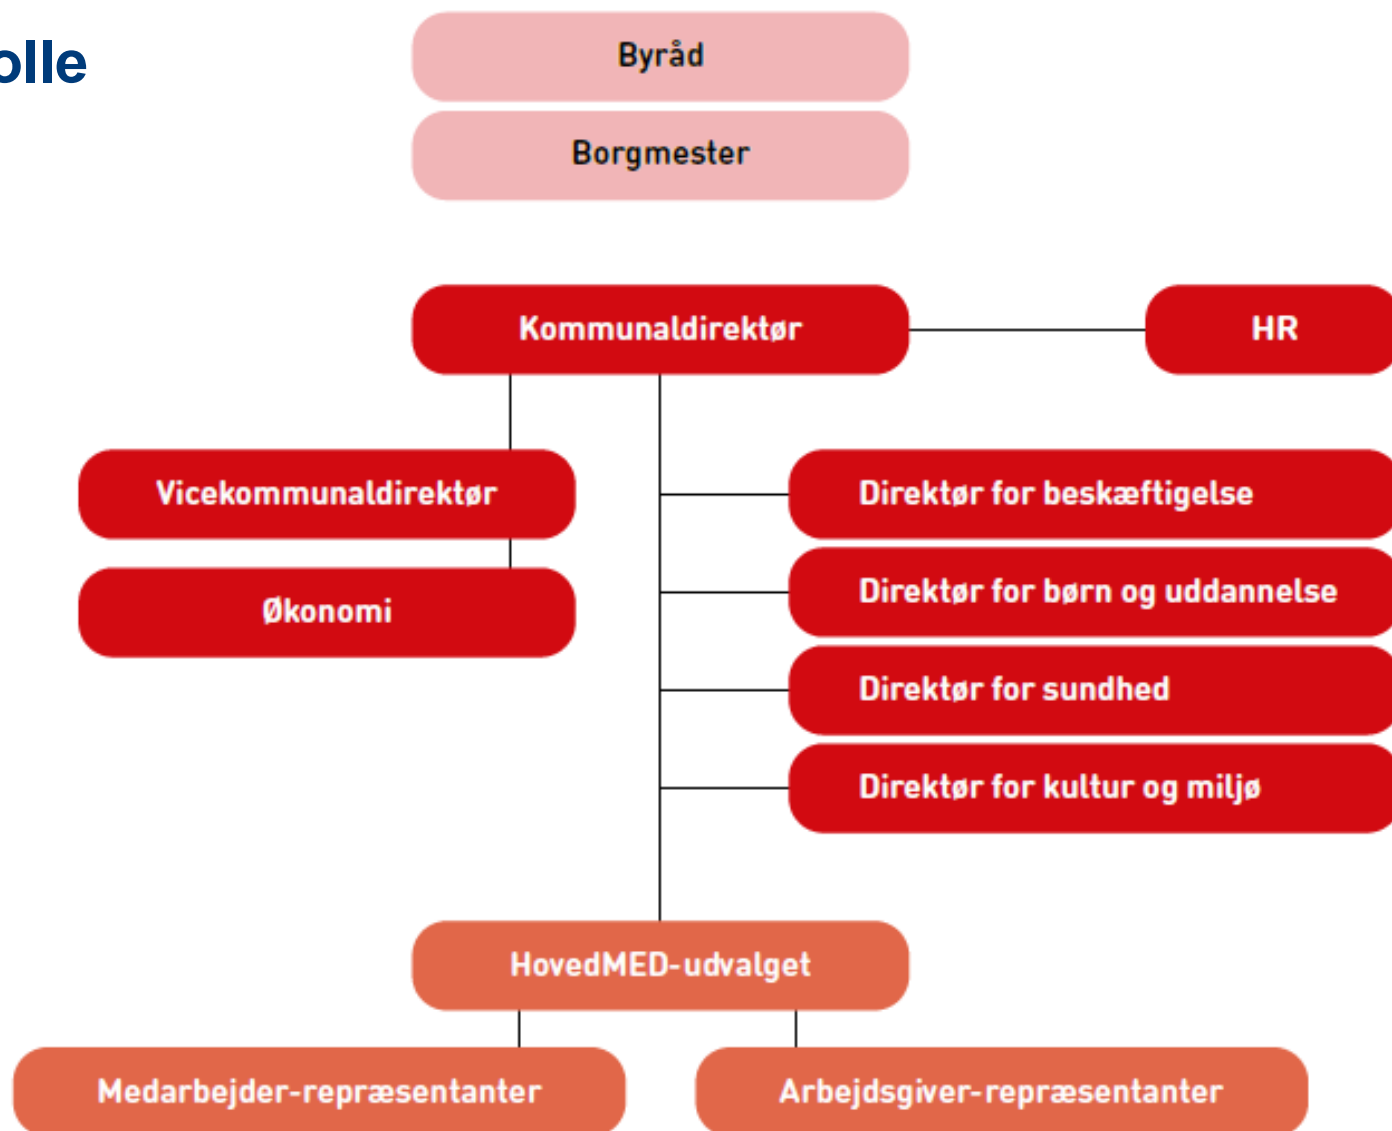 olle
Byråd
Borgmester
Kommunaldirektør
HR
Vicekommunaldirektør
Økonomi
Direktør for beskæftigelse
Direktør for børn og uddannelse
Direktør for sundhed
Direktør for kultur og miljø
HovedMED-udvalget
Medarbejder-repræsentanter
Arbejdsgiver-repræsentanter